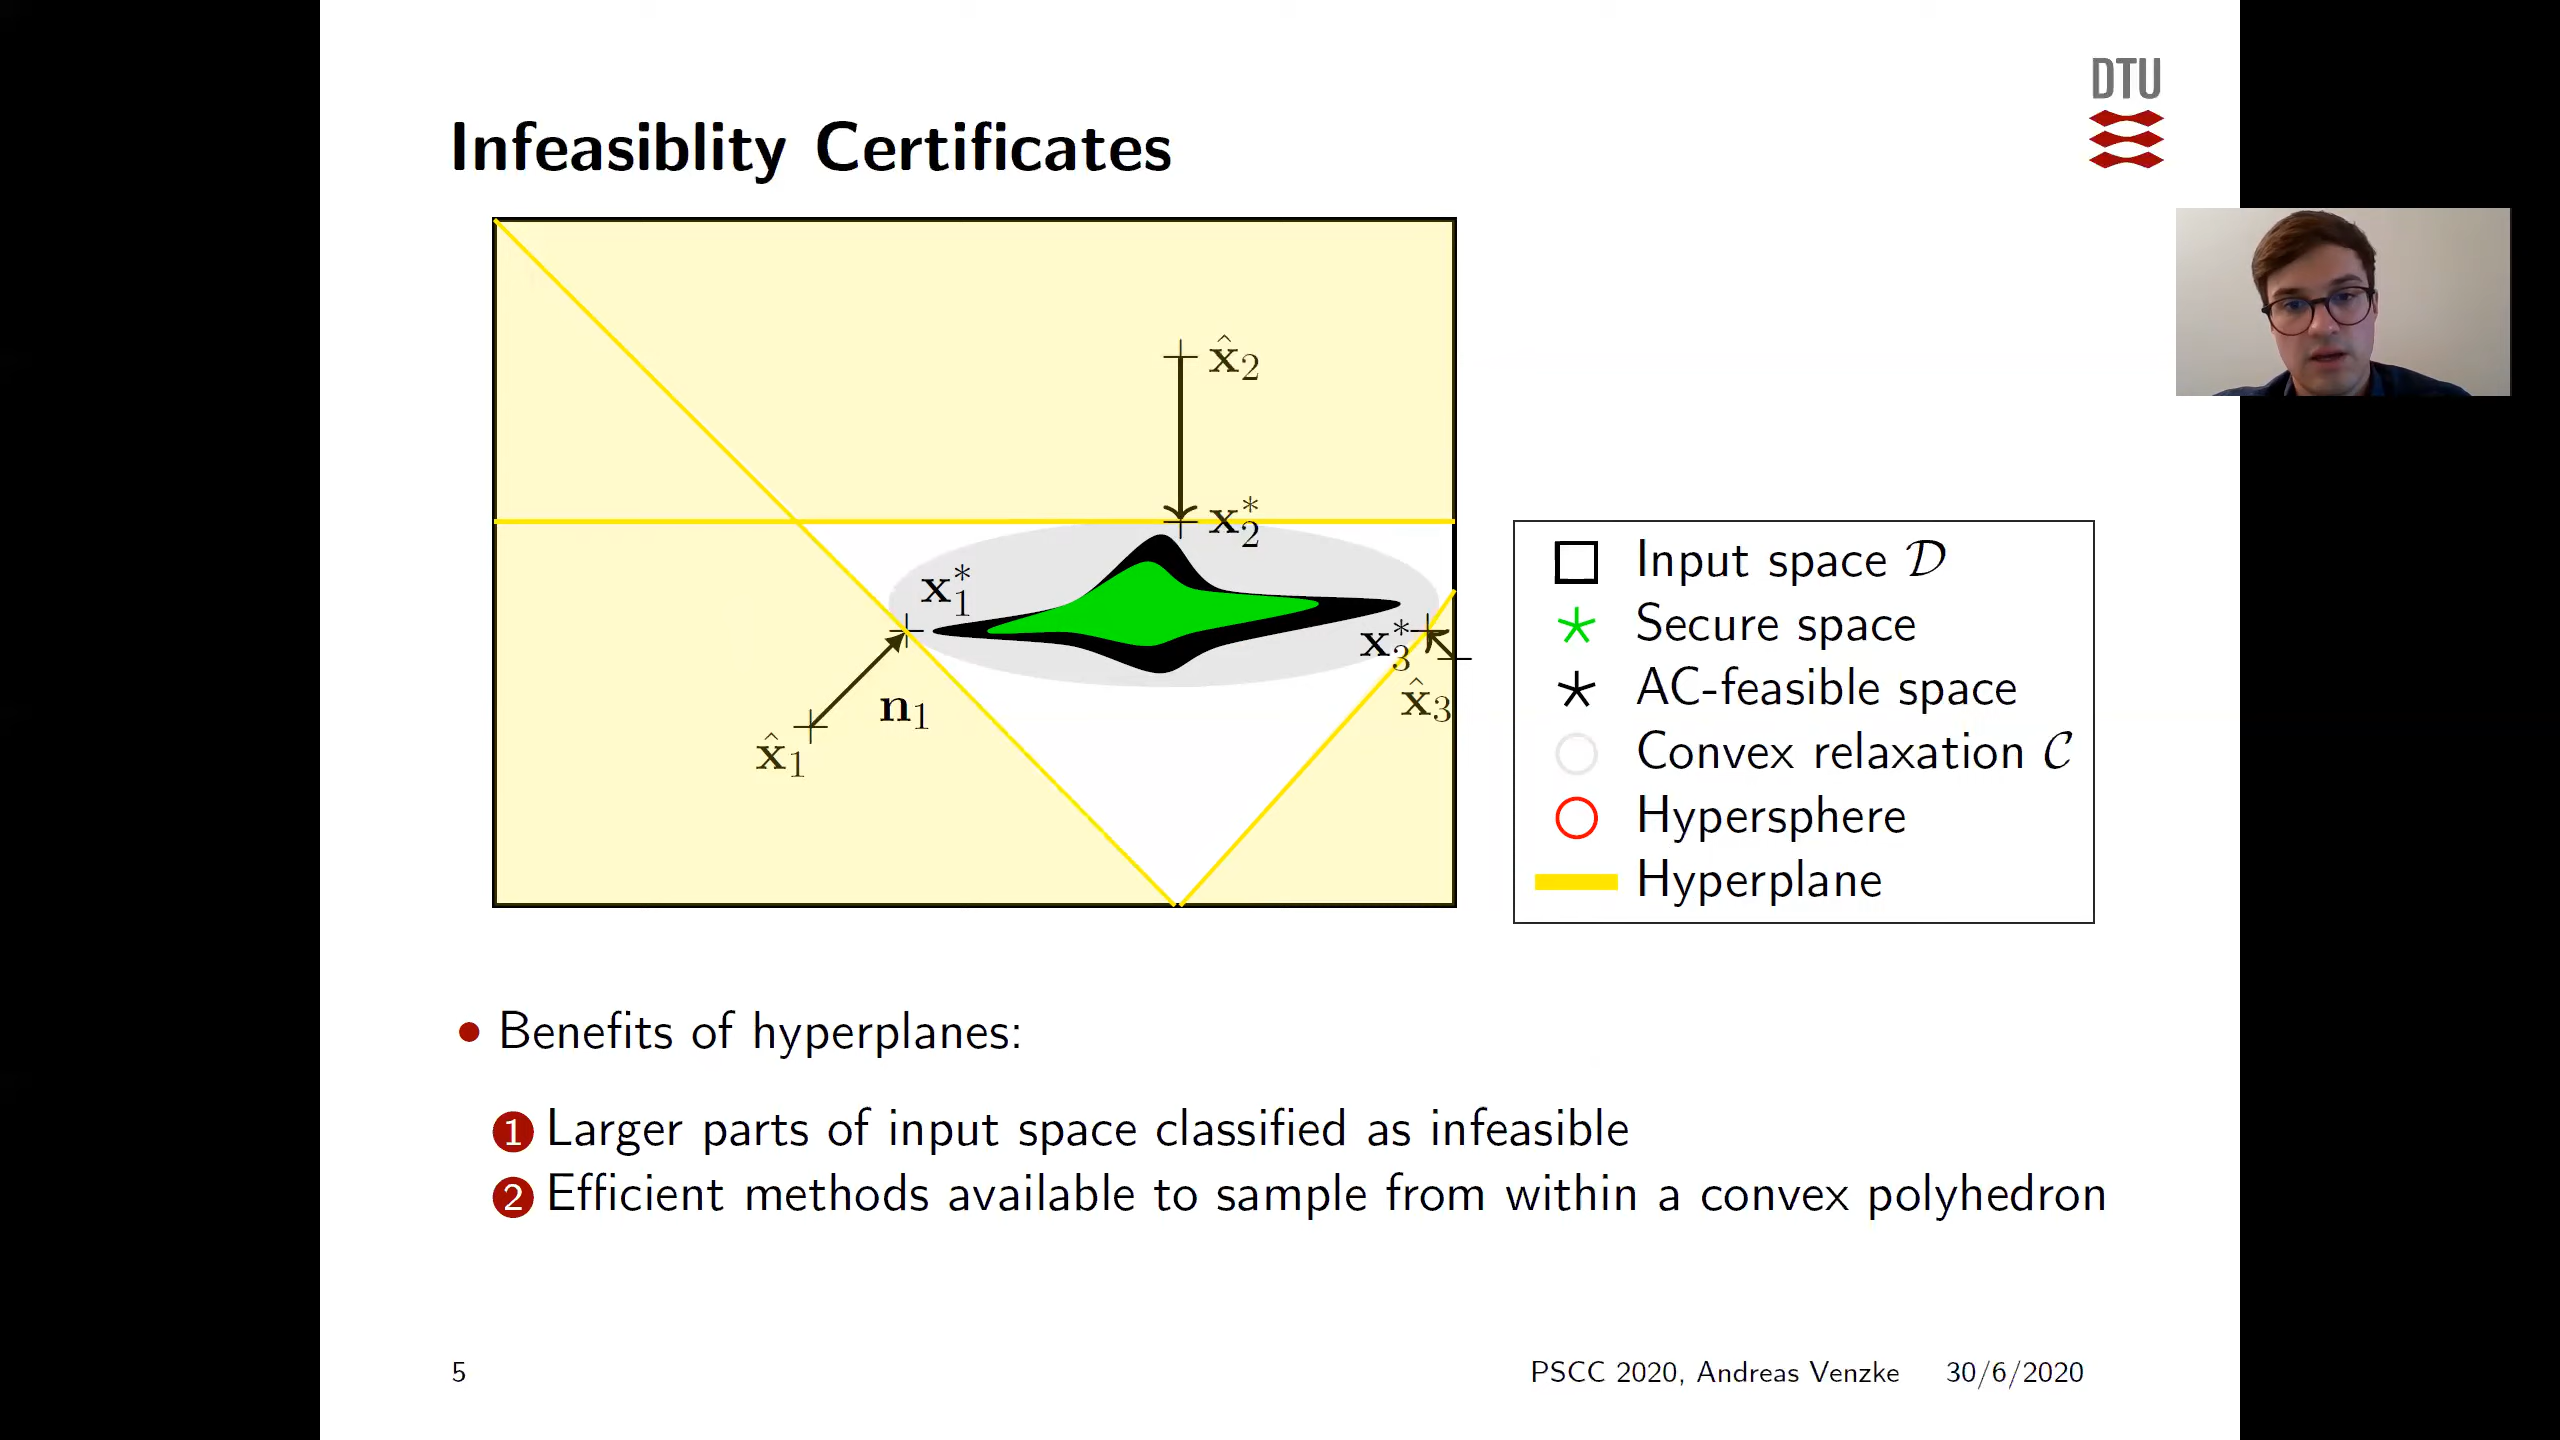 DTU
Infeasiblity Certificates
x̂₂
x₂*
x₁*
x₃*
n₁
x̂₃
x̂₁
Input space 𝒟
Secure space
AC-feasible space
Convex relaxation 𝒞
Hypersphere
Hyperplane
• Benefits of hyperplanes:
1 Larger parts of input space classified as infeasible
2 Efficient methods available to sample from within a convex polyhedron
5 PSCC 2020, Andreas Venzke 30/6/2020